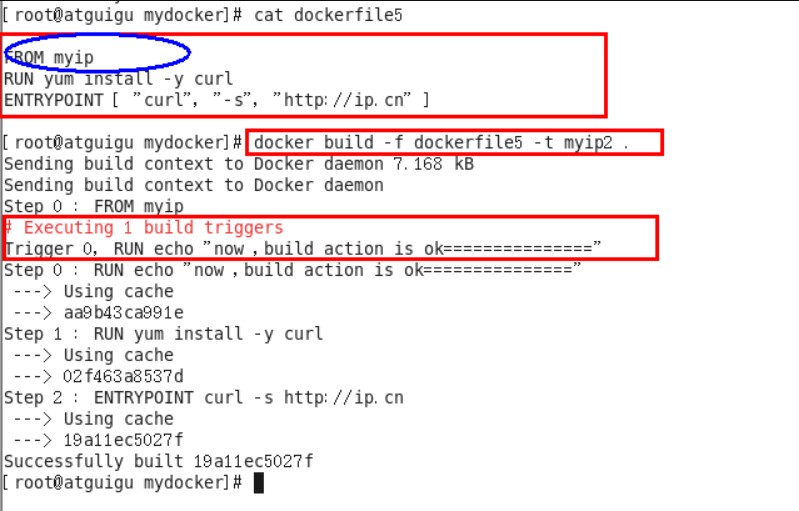 [ root@atguigu mydocker]# cat dockerfile5
FROM myip
RUN yum install -y curl
ENTRYPOINT [ "curl", "-s", "http://ip.cn" ]
[ root@atguigu mydocker]# docker build -f dockerfile5 -t myip2 .
Sending build context to Docker daemon 7.168 kB
Sending build context to Docker daemon
Step 0 : FROM myip
# Executing 1 build triggers
Trigger 0, RUN echo "now ,build action is ok==============="
Step 0 : RUN echo "now ,build action is ok==============="
---> Using cache
---> aa9b43ca991e
Step 1 : RUN yum install -y curl
---> Using cache
---> 02f463a8537d
Step 2 : ENTRYPOINT curl -s http://ip.cn
---> Using cache
---> 19a11ec5027f
Successfully built 19a11ec5027f
[ root@atguigu mydocker]#